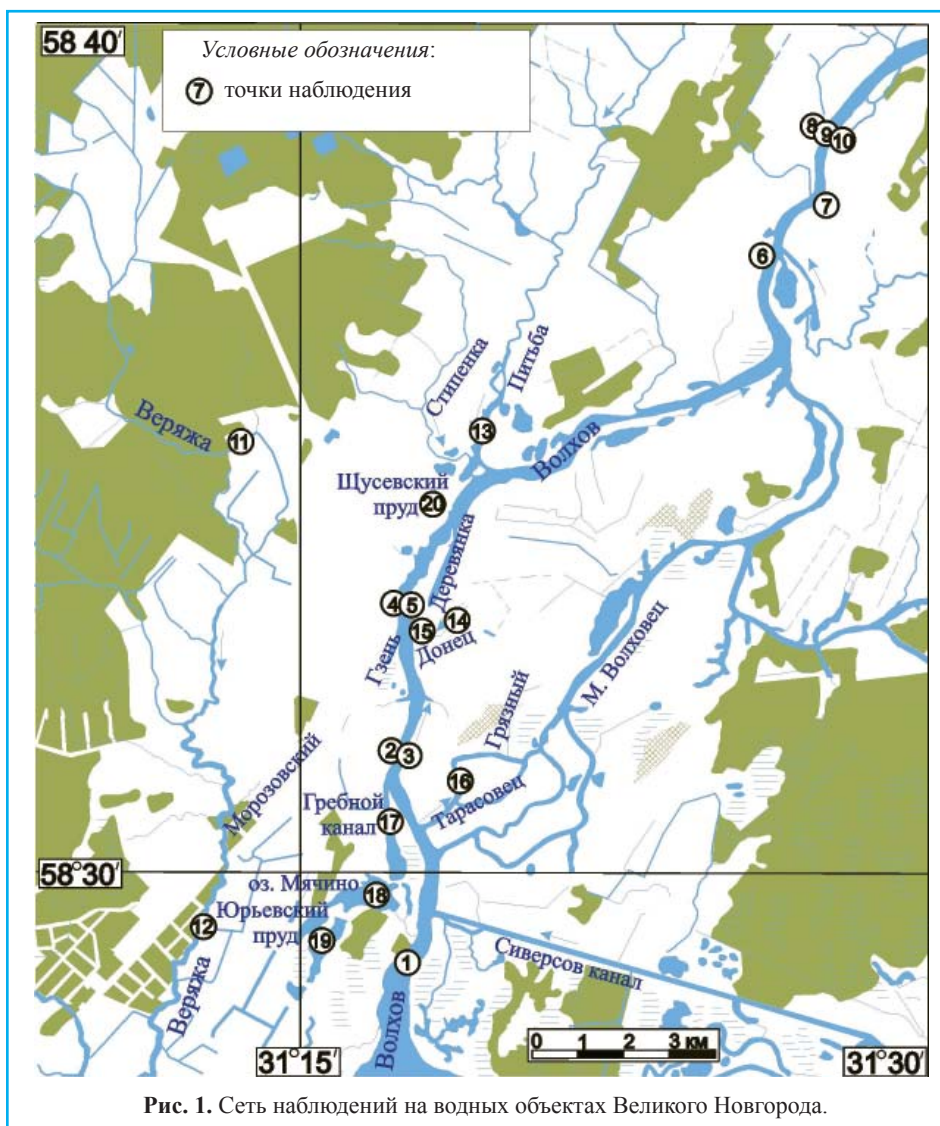 58 40′
Условные обозначения:
7 точки наблюдения
8
9
10
7
6
Стипенка
Питьба
Веряжа
11
13
Волхов
Щусевский
пруд
20
Деревянка
4
5
15
14
Донец
Гзень
М. Волховец
Грязный
2
3
16
Тарасовец
Морозовский
Гребной
канал
17
58°30′
оз. Мячино
18
Юрьевский
пруд
19
12
1
Сиверсов канал
Веряжа
Волхов
0 1 2 3 км
31°15′
31°30′
Рис. 1. Сеть наблюдений на водных объектах Великого Новгорода.